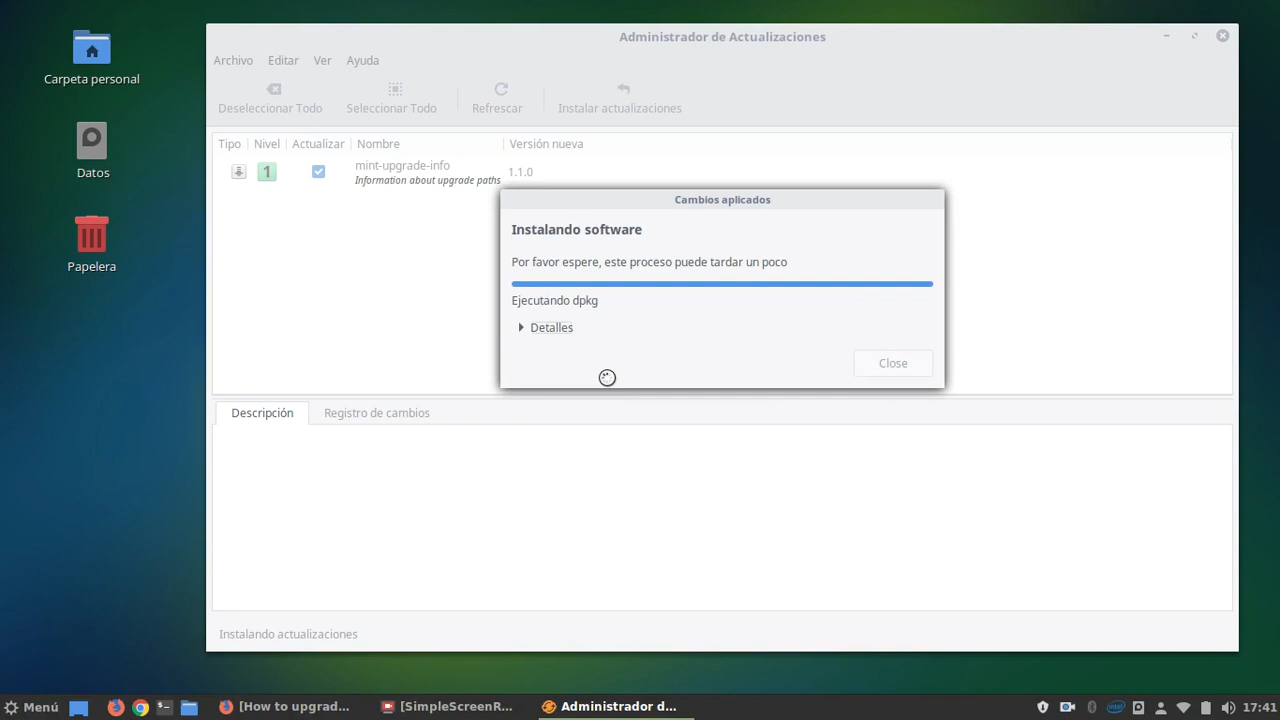 Carpeta personal
Datos
Papelera
Administrador de Actualizaciones
Archivo Editar Ver Ayuda
Deseleccionar Todo Seleccionar Todo Refrescar Instalar actualizaciones
Tipo Nivel Actualizar Nombre Versión nueva
1 mint-upgrade-info 1.1.0
Information about upgrade paths
Cambios aplicados
Instalando software
Por favor espere, este proceso puede tardar un poco
Ejecutando dpkg
Detalles
Close
Descripción Registro de cambios
Instalando actualizaciones
Menú [How to upgrad... [SimpleScreenR... Administrador d... 17:41